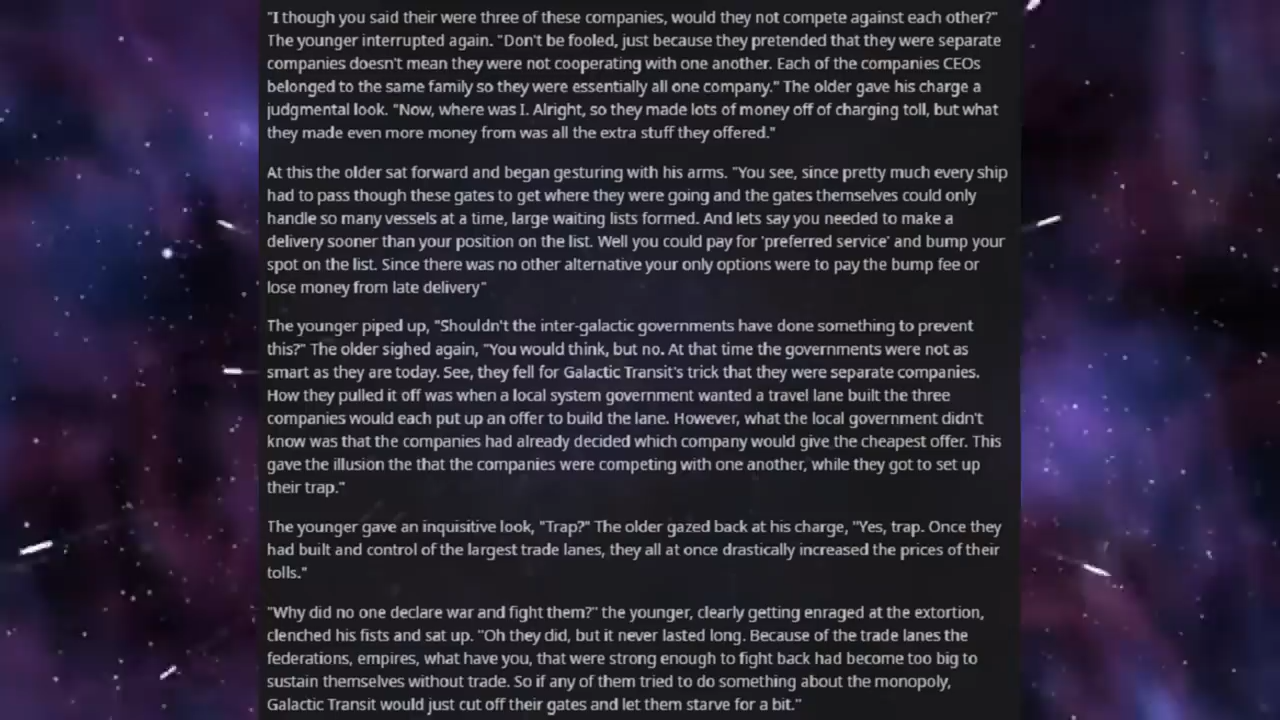 "I though you said their were three of these companies, would they not compete against each other?"
The younger interrupted again. "Don't be fooled, just because they pretended that they were separate
companies doesn't mean they were not cooperating with one another. Each of the companies CEOs
belonged to the same family so they were essentially all one company." The older gave his charge a
judgmental look. "Now, where was I. Alright, so they made lots of money off of charging toll, but what
they made even more money from was all the extra stuff they offered."
At this the older sat forward and began gesturing with his arms. "You see, since pretty much every ship
had to pass though these gates to get where they were going and the gates themselves could only
handle so many vessels at a time, large waiting lists formed. And lets say you needed to make a
delivery sooner than your position on the list. Well you could pay for 'preferred service' and bump your
spot on the list. Since there was no other alternative your only options were to pay the bump fee or
lose money from late delivery"
The younger piped up, "Shouldn't the inter-galactic governments have done something to prevent
this?" The older sighed again, "You would think, but no. At that time the governments were not as
smart as they are today. See, they fell for Galactic Transit's trick that they were separate companies.
How they pulled it off was when a local system government wanted a travel lane built the three
companies would each put up an offer to build the lane. However, what the local government didn't
know was that the companies had already decided which company would give the cheapest offer. This
gave the illusion the that the companies were competing with one another, while they got to set up
their trap."
The younger gave an inquisitive look, "Trap?" The older gazed back at his charge, "Yes, trap. Once they
had built and control of the largest trade lanes, they all at once drastically increased the prices of their
tolls."
"Why did no one declare war and fight them?" the younger, clearly getting enraged at the extortion,
clenched his fists and sat up. "Oh they did, but it never lasted long. Because of the trade lanes the
federations, empires, what have you, that were strong enough to fight back had become too big to
sustain themselves without trade. So if any of them tried to do something about the monopoly,
Galactic Transit would just cut off their gates and let them starve for a bit."